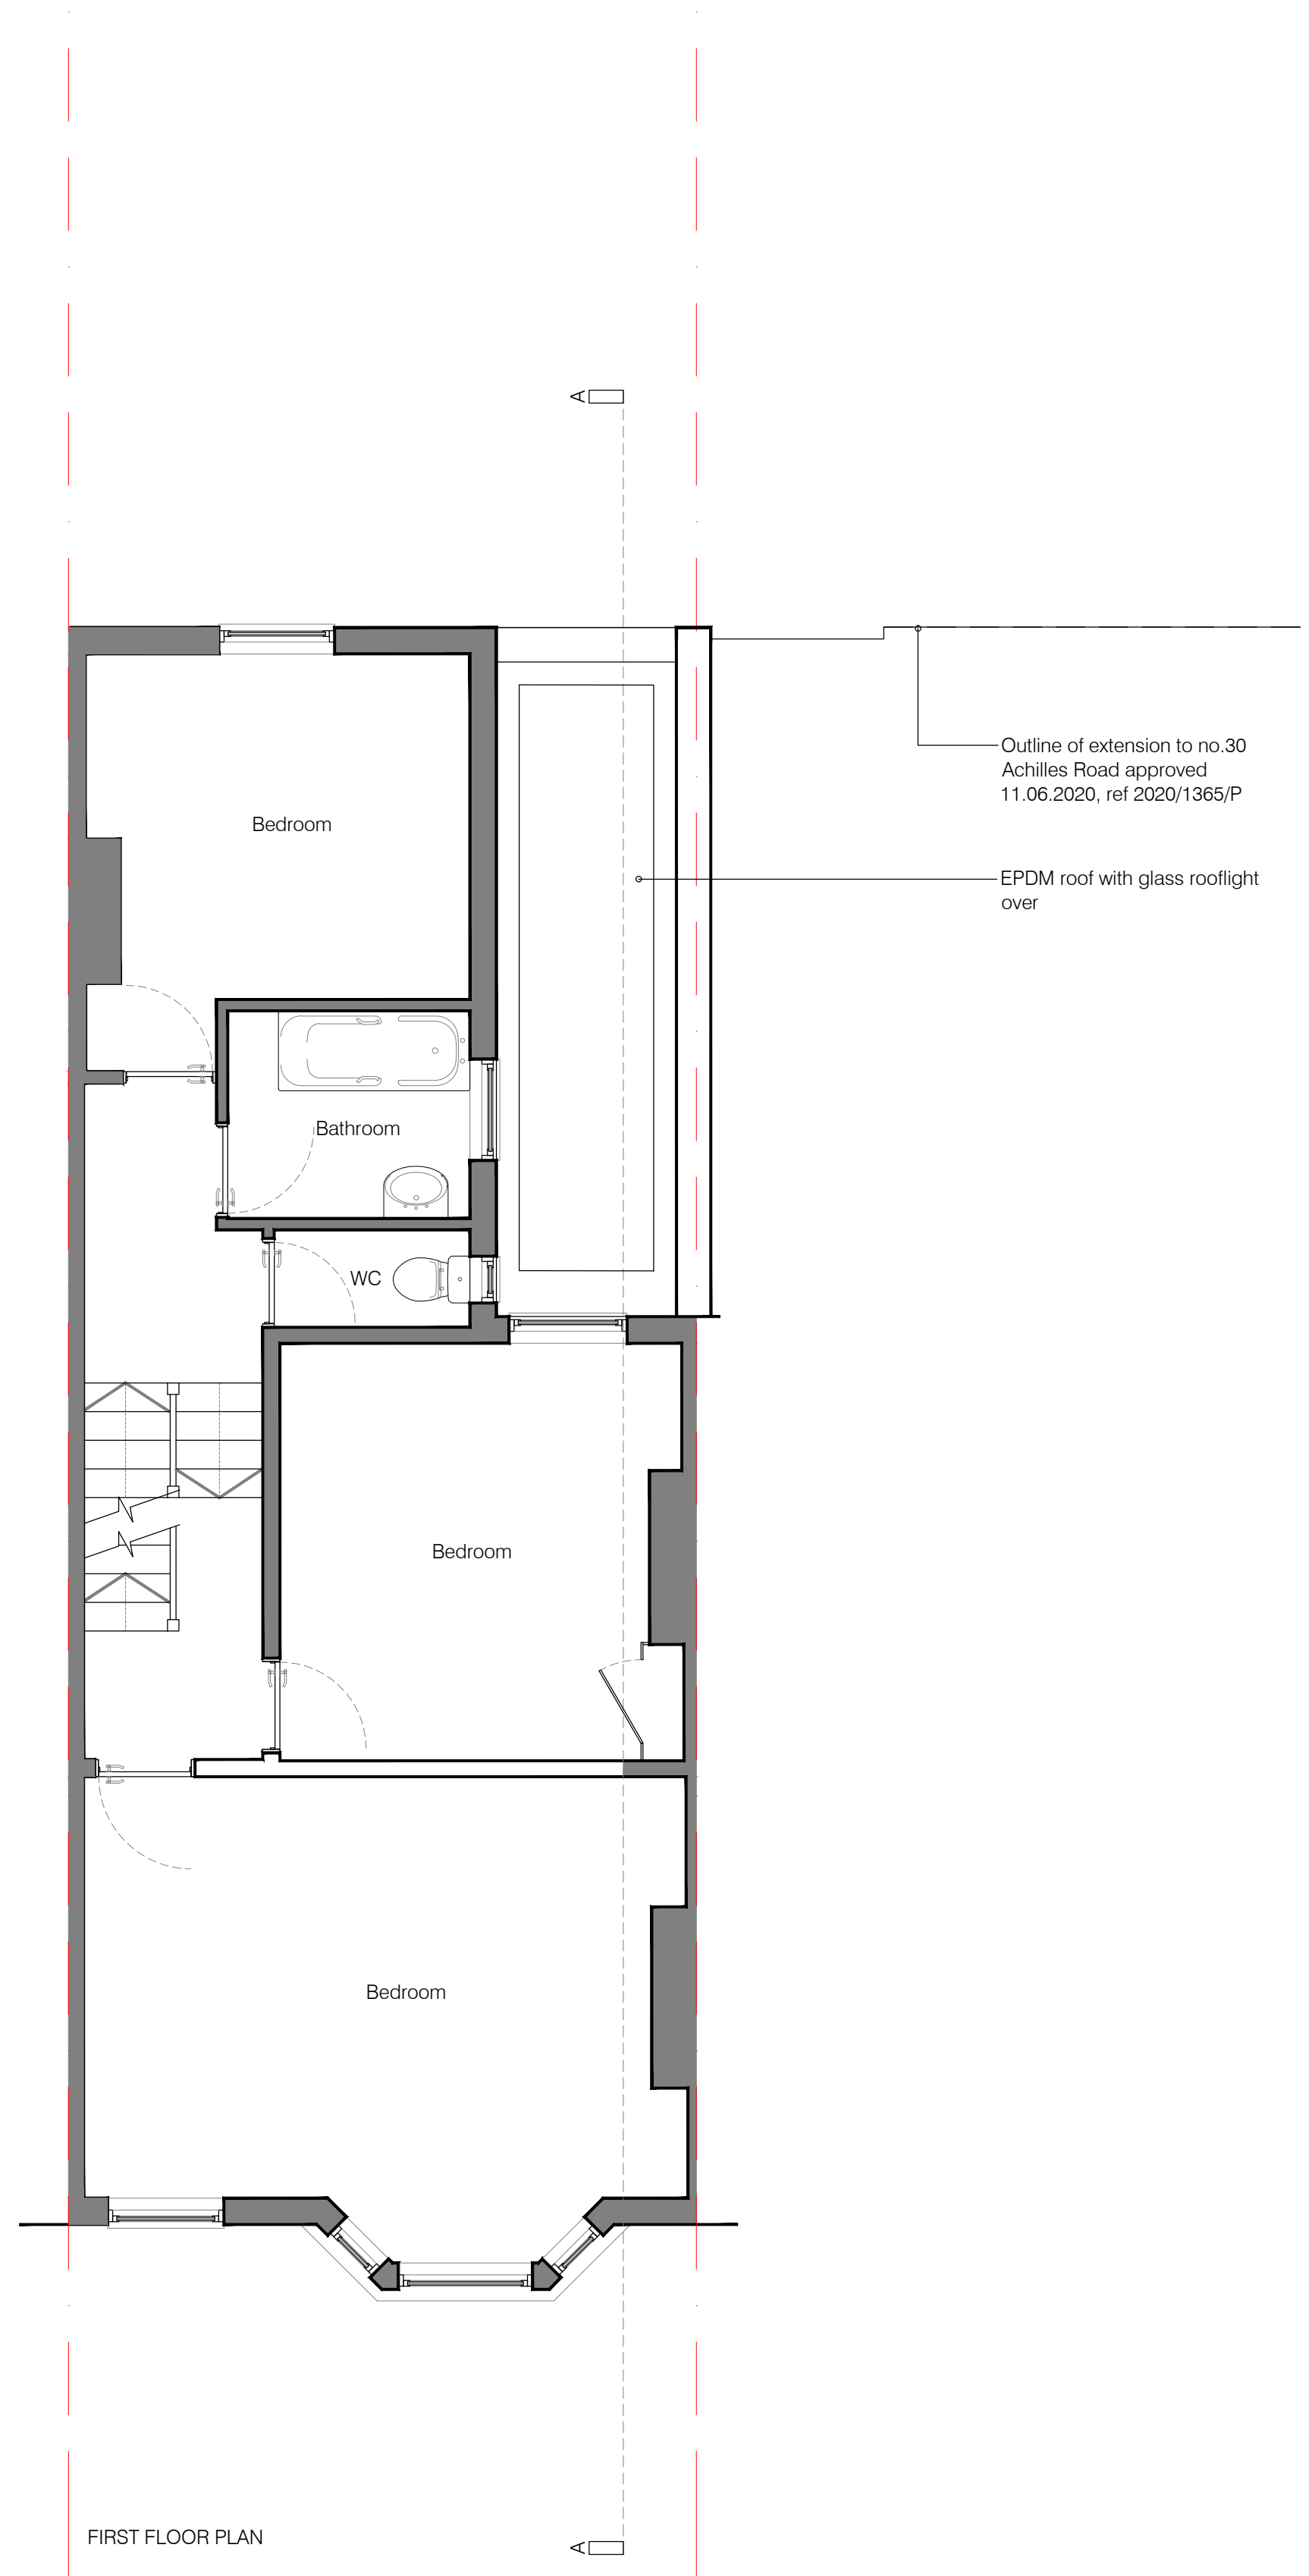 A
Outline of extension to no.30
Achilles Road approved
11.06.2020, ref 2020/1365/P
Bedroom
EPDM roof with glass rooflight
over
Bathroom
WC
Bedroom
Bedroom
FIRST FLOOR PLAN
A